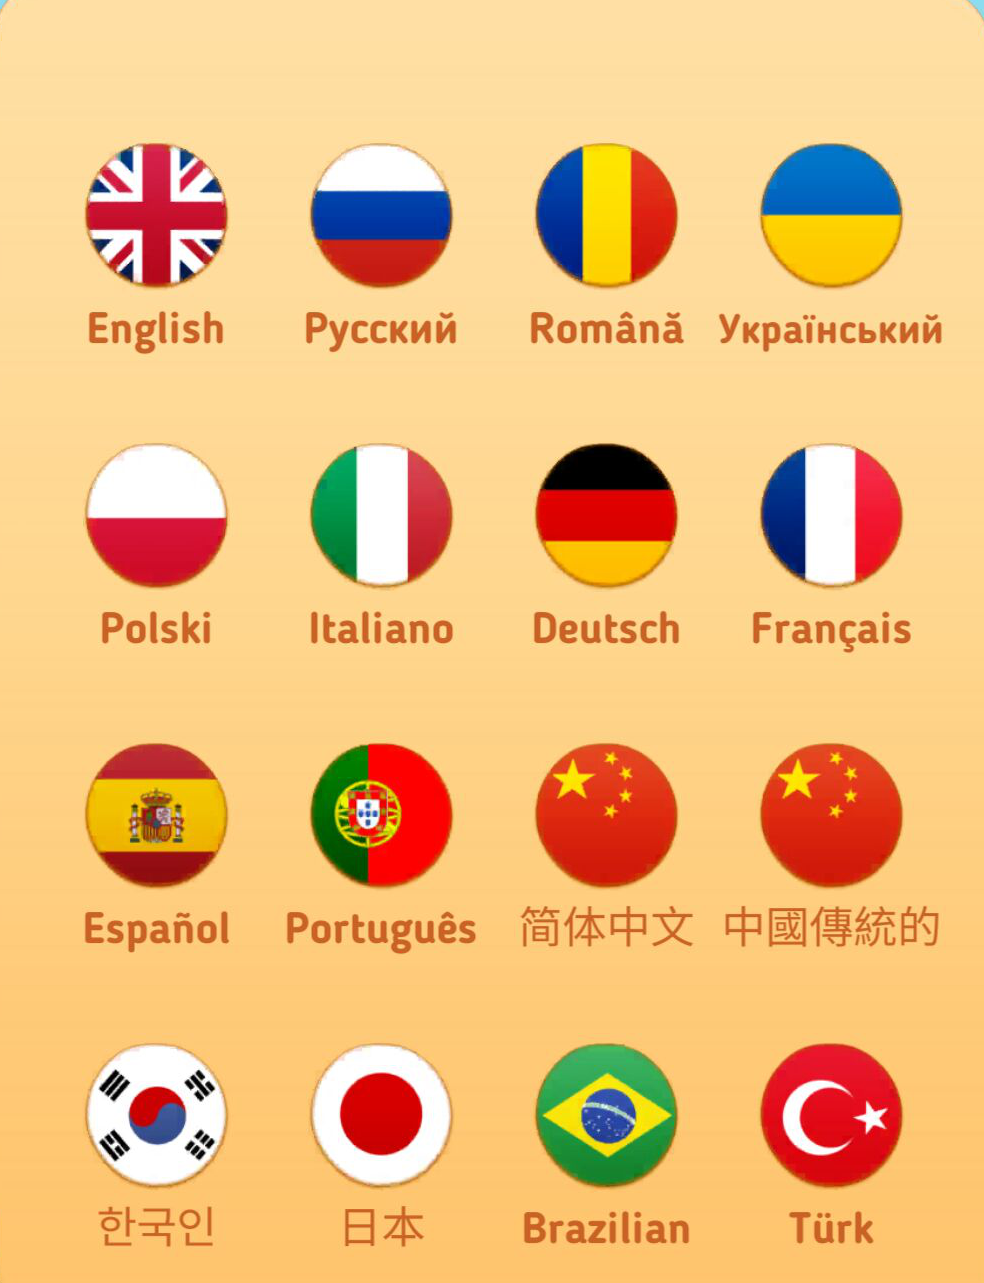 English Русский Română Український
Polski Italiano Deutsch Français
Español Português 简体中文 中國傳統的
한국인 日本 Brazilian Türk